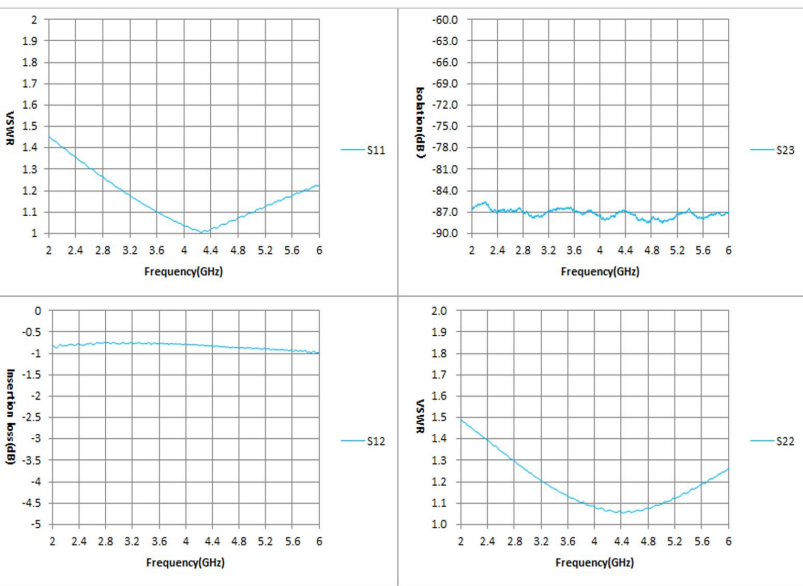 2
1.9
1.8
1.7
1.6
1.5
1.4
1.3
1.2
1.1
1
VSWR
2 2.4 2.8 3.2 3.6 4 4.4 4.8 5.2 5.6 6
Frequency(GHz)
S11
-60.0
-63.0
-66.0
-69.0
-72.0
-75.0
-78.0
-81.0
-84.0
-87.0
-90.0
Isolation(dB)
2 2.4 2.8 3.2 3.6 4 4.4 4.8 5.2 5.6 6
Frequency(GHz)
S23
0
-0.5
-1
-1.5
-2
-2.5
-3
-3.5
-4
-4.5
-5
Insertion loss(dB)
2 2.4 2.8 3.2 3.6 4 4.4 4.8 5.2 5.6 6
Frequency(GHz)
S12
2.0
1.9
1.8
1.7
1.6
1.5
1.4
1.3
1.2
1.1
1.0
VSWR
2 2.4 2.8 3.2 3.6 4 4.4 4.8 5.2 5.6 6
Frequency(GHz)
S22